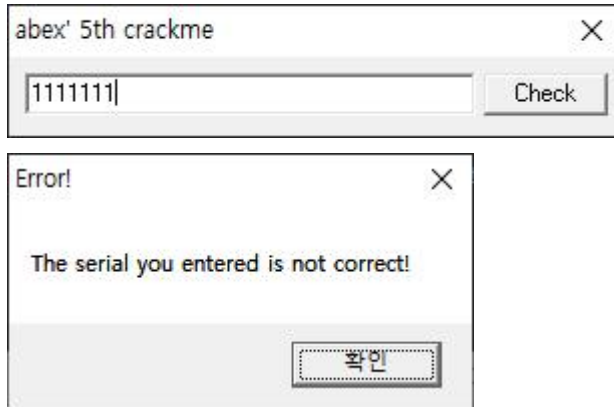 abex' 5th crackme
1111111
Check
Error!
The serial you entered is not correct!
확인